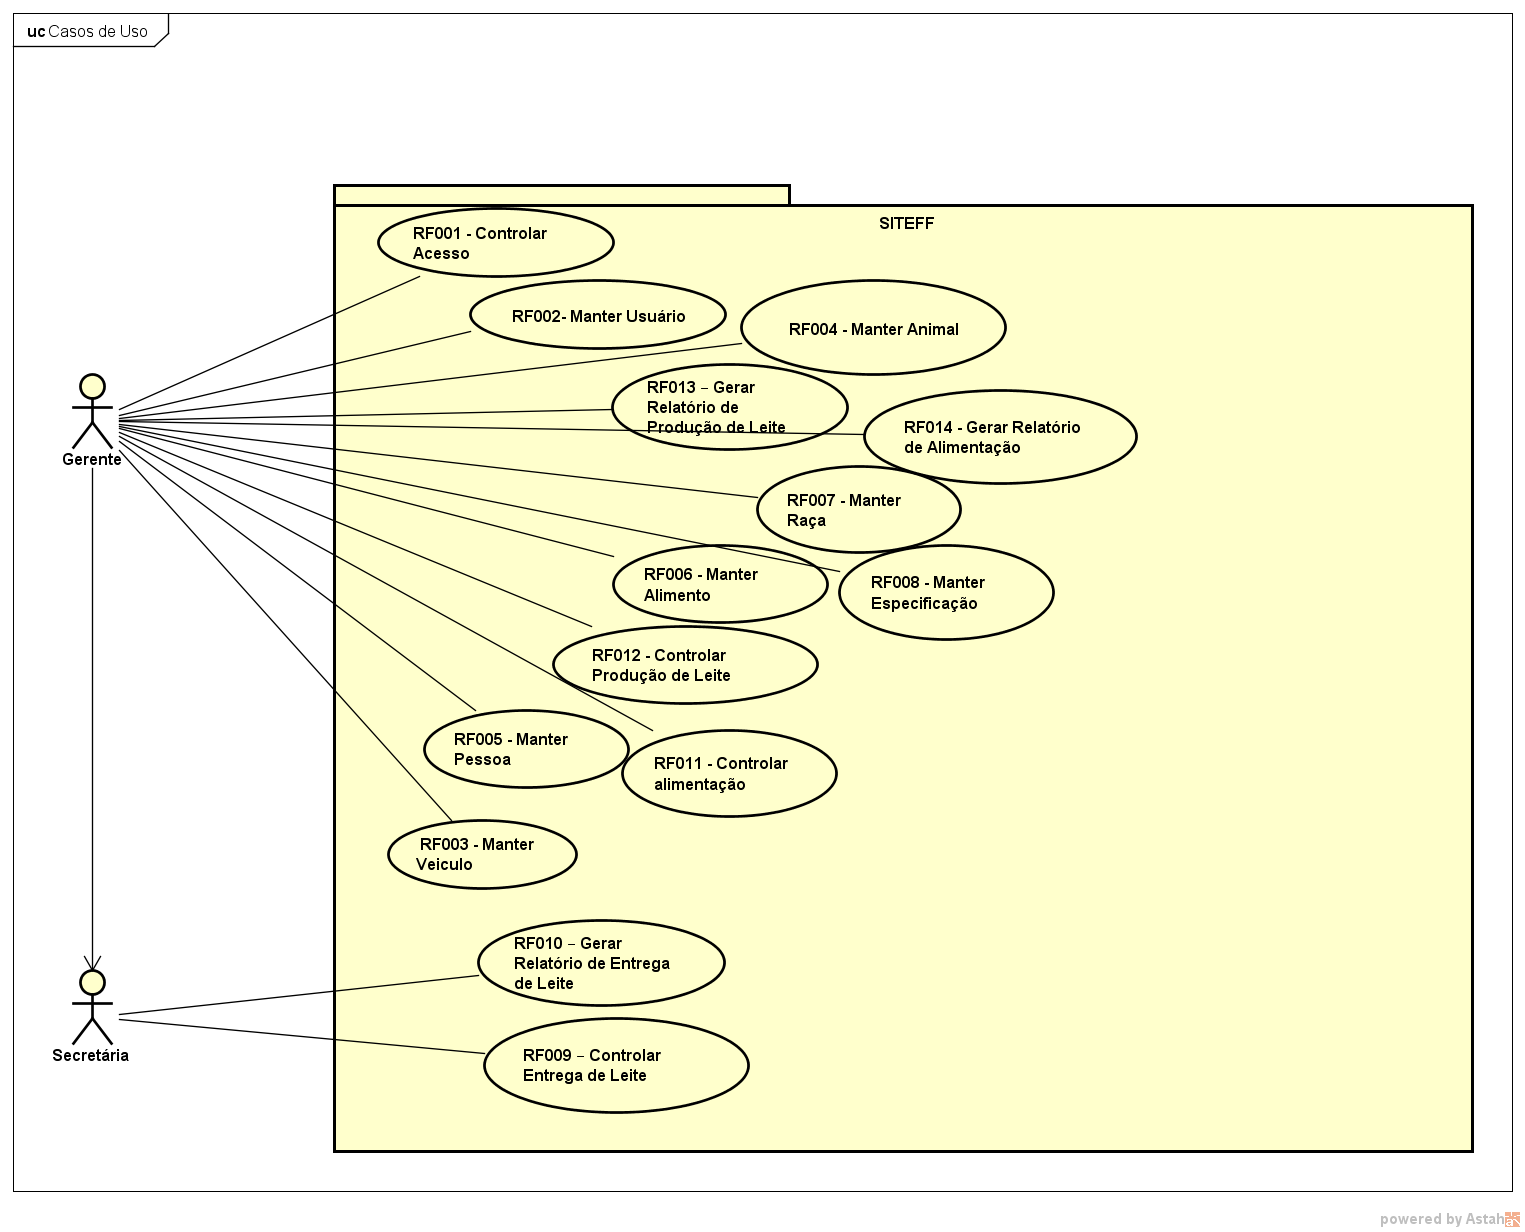 uc Casos de Uso
SITEFF
RF001 - Controlar
Acesso
RF002- Manter Usuário
RF004 - Manter Animal
RF013 – Gerar
Relatório de
Produção de Leite
RF014 - Gerar Relatório
de Alimentação
Gerente
RF007 - Manter
Raça
RF006 - Manter
Alimento
RF008 - Manter
Especificação
RF012 - Controlar
Produção de Leite
RF005 - Manter
Pessoa
RF011 - Controlar
alimentação
RF003 - Manter
Veiculo
RF010 – Gerar
Relatório de Entrega
de Leite
Secretária
RF009 – Controlar
Entrega de Leite
powered by Astah